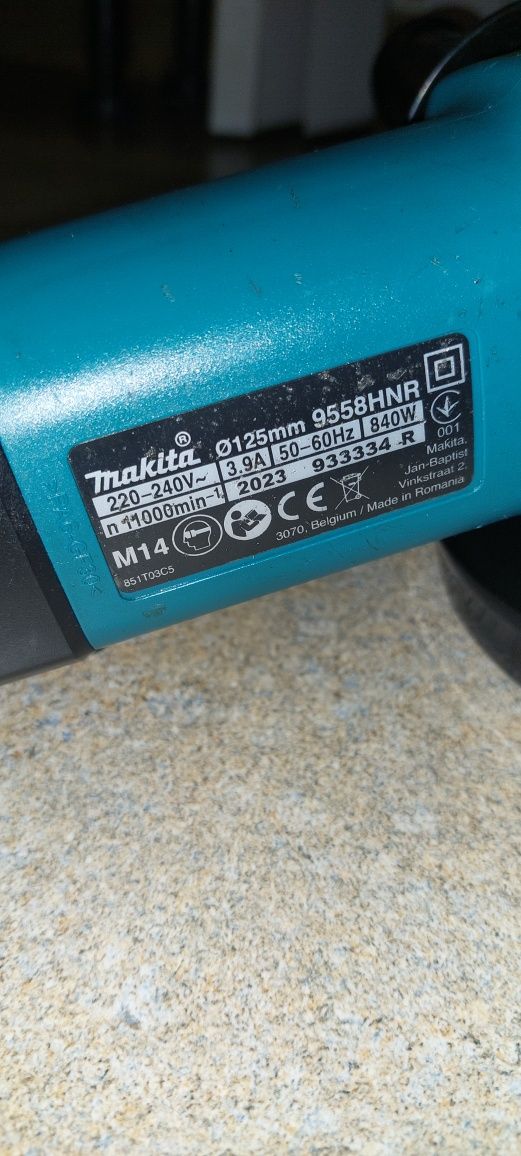 makita® Ø125mm 9558HNR
220-240V~ 3.9A 50-60Hz 840W
n 11000min-1 2023 933334 R
M14
851T03C5
001
Makita.
Jan-Baptist
Vinkstraat 2.
3070, Belgium / Made in Romania
CE